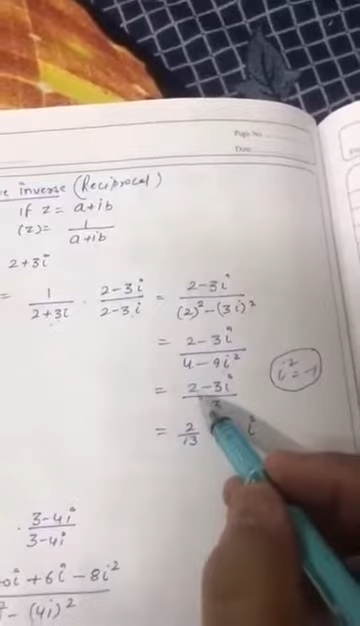 Page No.
Date
e inverse (Reciprocal)
if z = a+ib
(z)= 1/(a+ib)
2+3i
= 1/(2+3i) · (2-3i)/(2-3i) = (2-3i)/((2)²-(3i)²)
= (2-3i)/(4-9i²)
i²=-1
= (2-3i)/3
= 2/13 i
· (3-4i)/(3-4i)
0i+6i-8i²
- (4i)²